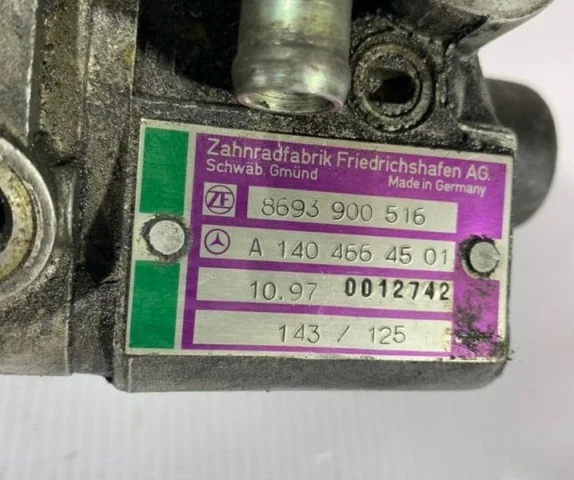 Zahnradfabrik Friedrichshafen AG.
Schwäb. Gmünd Made in Germany
ZF 8693 900 516
A 140 466 45 01
10.97 0012742
143 / 125